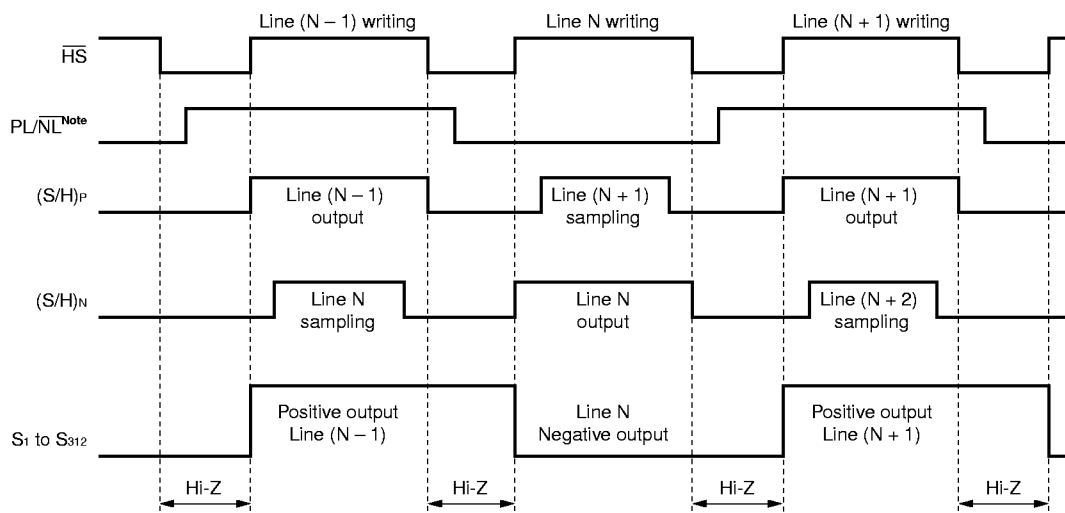 Line (N – 1) writing
Line N writing
Line (N + 1) writing
HS
PL/NL Note
(S/H)P
Line (N – 1)
output
Line (N + 1)
sampling
Line (N + 1)
output
(S/H)N
Line N
sampling
Line N
output
Line (N + 2)
sampling
S1 to S312
Positive output
Line (N – 1)
Line N
Negative output
Positive output
Line (N + 1)
Hi-Z
Hi-Z
Hi-Z
Hi-Z